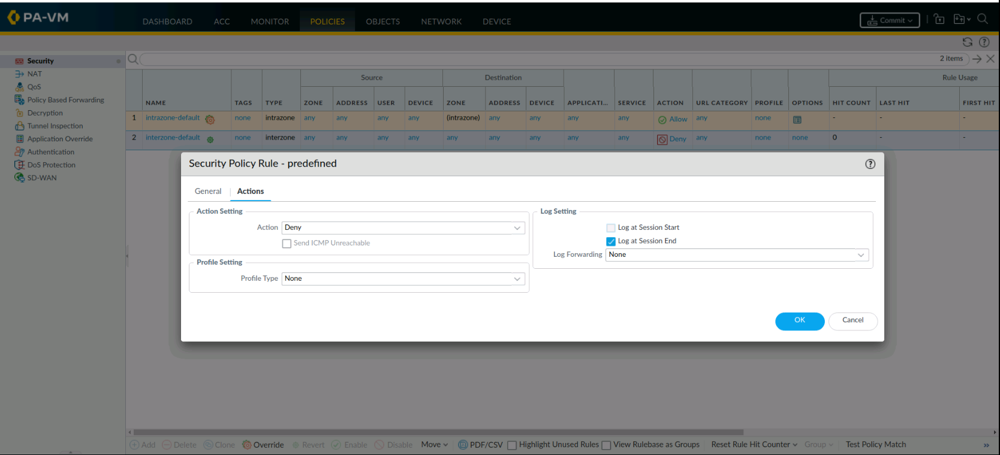 PA-VM
DASHBOARD ACC MONITOR POLICIES OBJECTS NETWORK DEVICE
Commit
Security
NAT
QoS
Policy Based Forwarding
Decryption
Tunnel Inspection
Application Override
Authentication
DoS Protection
SD-WAN
2 items
Source Destination Rule Usage
NAME TAGS TYPE ZONE ADDRESS USER DEVICE ZONE ADDRESS DEVICE APPLICATI... SERVICE ACTION URL CATEGORY PROFILE OPTIONS HIT COUNT LAST HIT FIRST HIT
1 intrazone-default none intrazone any any any any (intrazone) any any any any Allow any none - - -
2 interzone-default none interzone any any any any any any any any any Deny any none none 0 - -
Security Policy Rule - predefined
General Actions
Action Setting
Action Deny
Send ICMP Unreachable
Profile Setting
Profile Type None
Log Setting
Log at Session Start
Log at Session End
Log Forwarding None
OK Cancel
Add Delete Clone Override Revert Enable Disable Move PDF/CSV Highlight Unused Rules View Rulebase as Groups Reset Rule Hit Counter Group Test Policy Match »